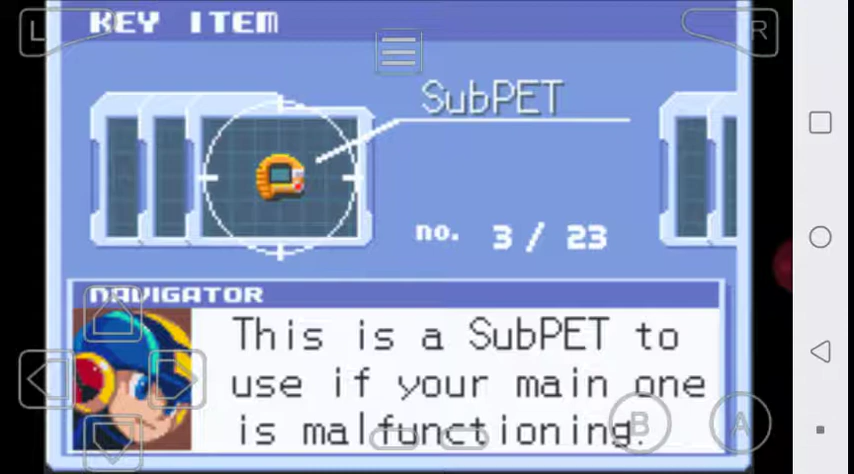 L
KEY ITEM
R
SubPET
no. 3 / 23
NAVIGATOR
This is a SubPET to
use if your main one
is malfunctioning.
B
A